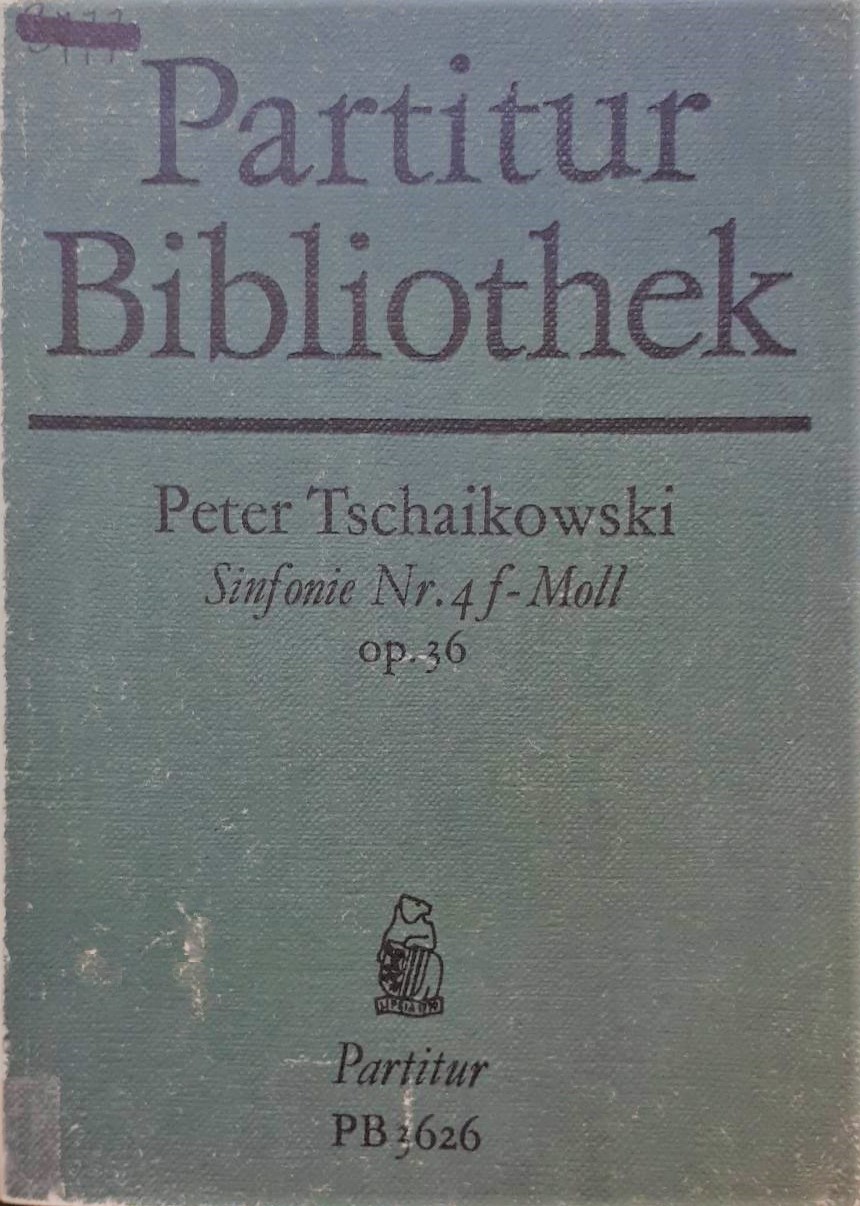 Partitur
Bibliothek
Peter Tschaikowski
Sinfonie Nr. 4 f-Moll
op. 36
Partitur
PB 3626